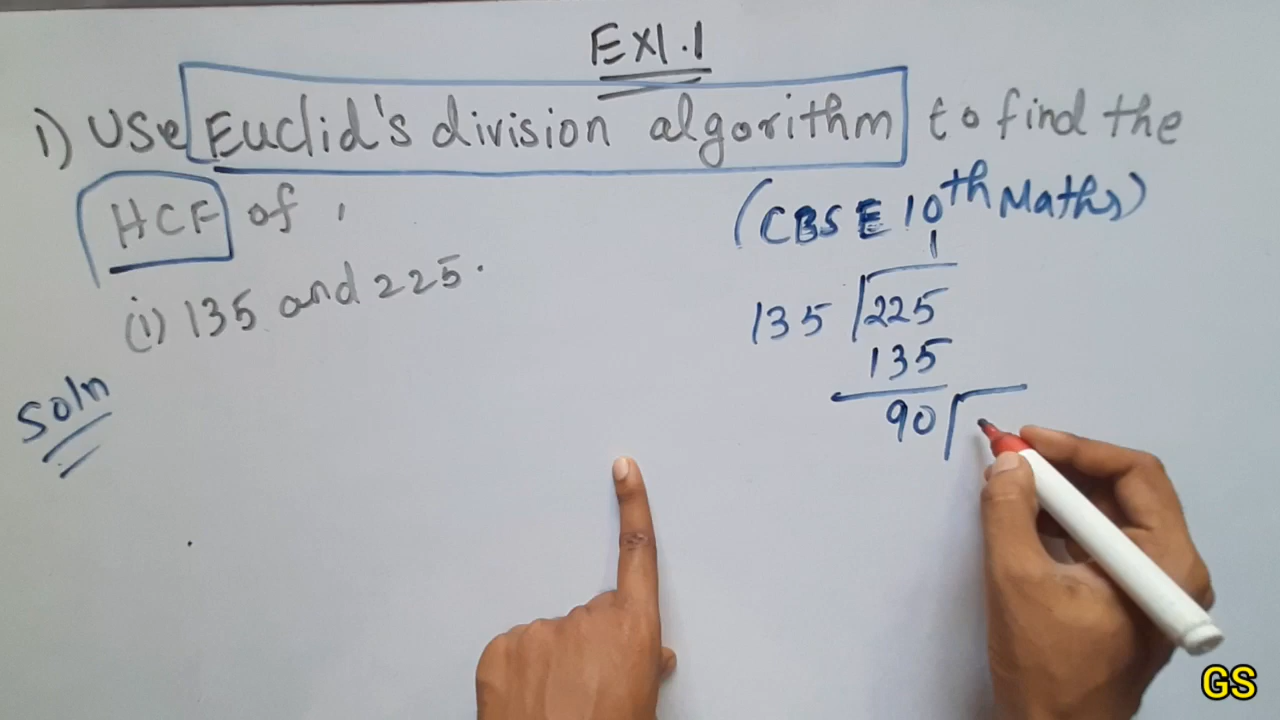 EX1.1
1) Use Euclid's division algorithm to find the
HCF of,
(CBSE 10th Maths)
(i) 135 and 225.
1
135 225
135
90
Soln
GS